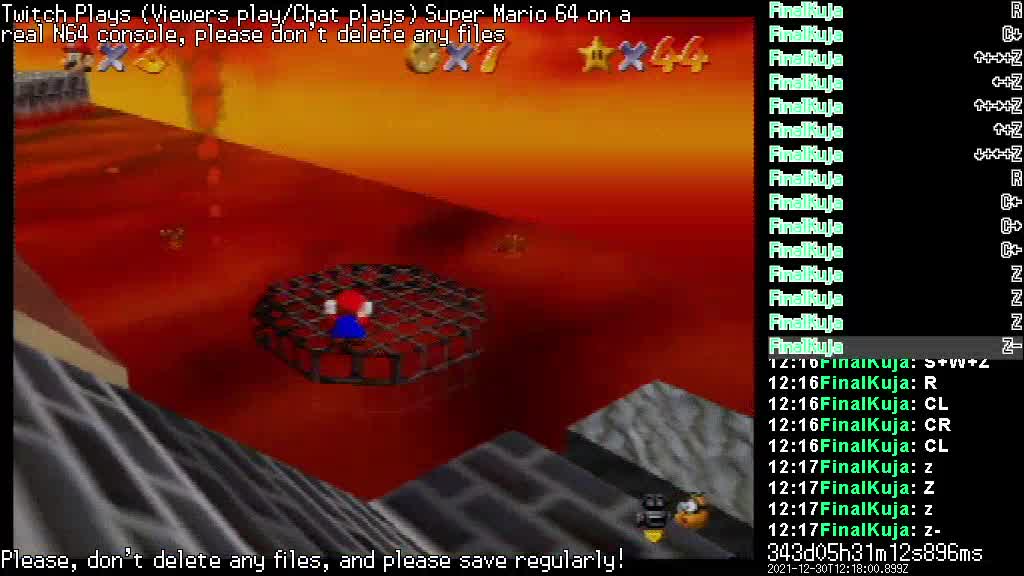 Twitch Plays (Viewers play/Chat plays) Super Mario 64 on a
real N64 console, please don't delete any files
×7
×44
FinalKuja R
FinalKuja C↓
FinalKuja
FinalKuja
FinalKuja
FinalKuja
FinalKuja
FinalKuja R
FinalKuja C←
FinalKuja C→
FinalKuja C←
FinalKuja Z
FinalKuja Z
FinalKuja Z
FinalKuja Z-
12:16FinalKuja: S+W+Z
12:16FinalKuja: R
12:16FinalKuja: CL
12:16FinalKuja: CR
12:16FinalKuja: CL
12:17FinalKuja: z
12:17FinalKuja: Z
12:17FinalKuja: z
12:17FinalKuja: z-
343d05h31m12s896ms
2021-12-30T12:18:00.899Z
Please, don't delete any files, and please save regularly!